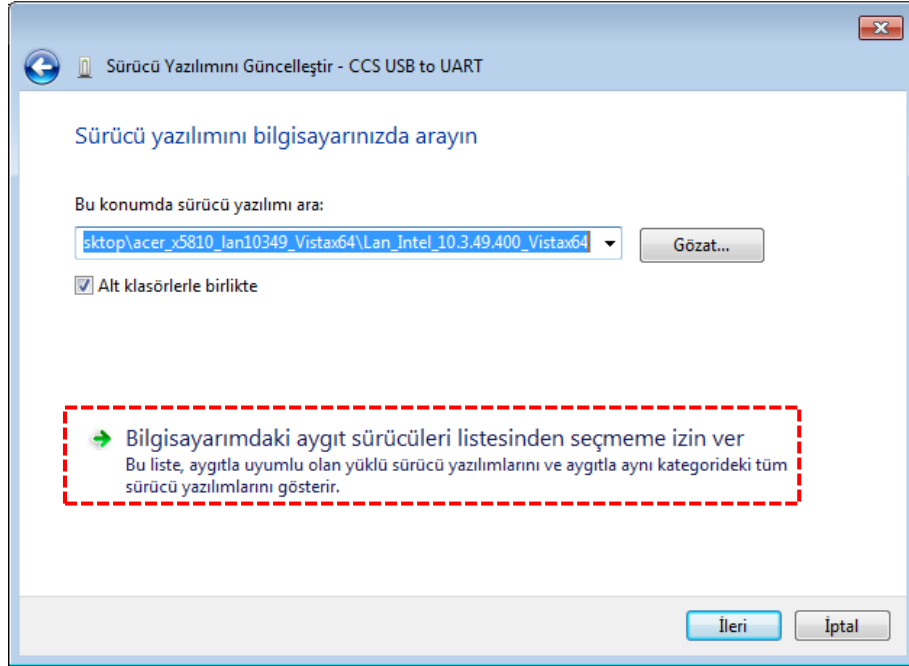 Sürücü Yazılımını Güncelleştir - CCS USB to UART
Sürücü yazılımını bilgisayarınızda arayın
Bu konumda sürücü yazılımı ara:
sktop\acer_x5810_lan10349_Vistax64\Lan_Intel_10.3.49.400_Vistax64
Gözat...
Alt klasörlerle birlikte
Bilgisayarımdaki aygıt sürücüleri listesinden seçmeme izin ver
Bu liste, aygıtla uyumlu olan yüklü sürücü yazılımlarını ve aygıtla aynı kategorideki tüm
sürücü yazılımlarını gösterir.
İleri
İptal